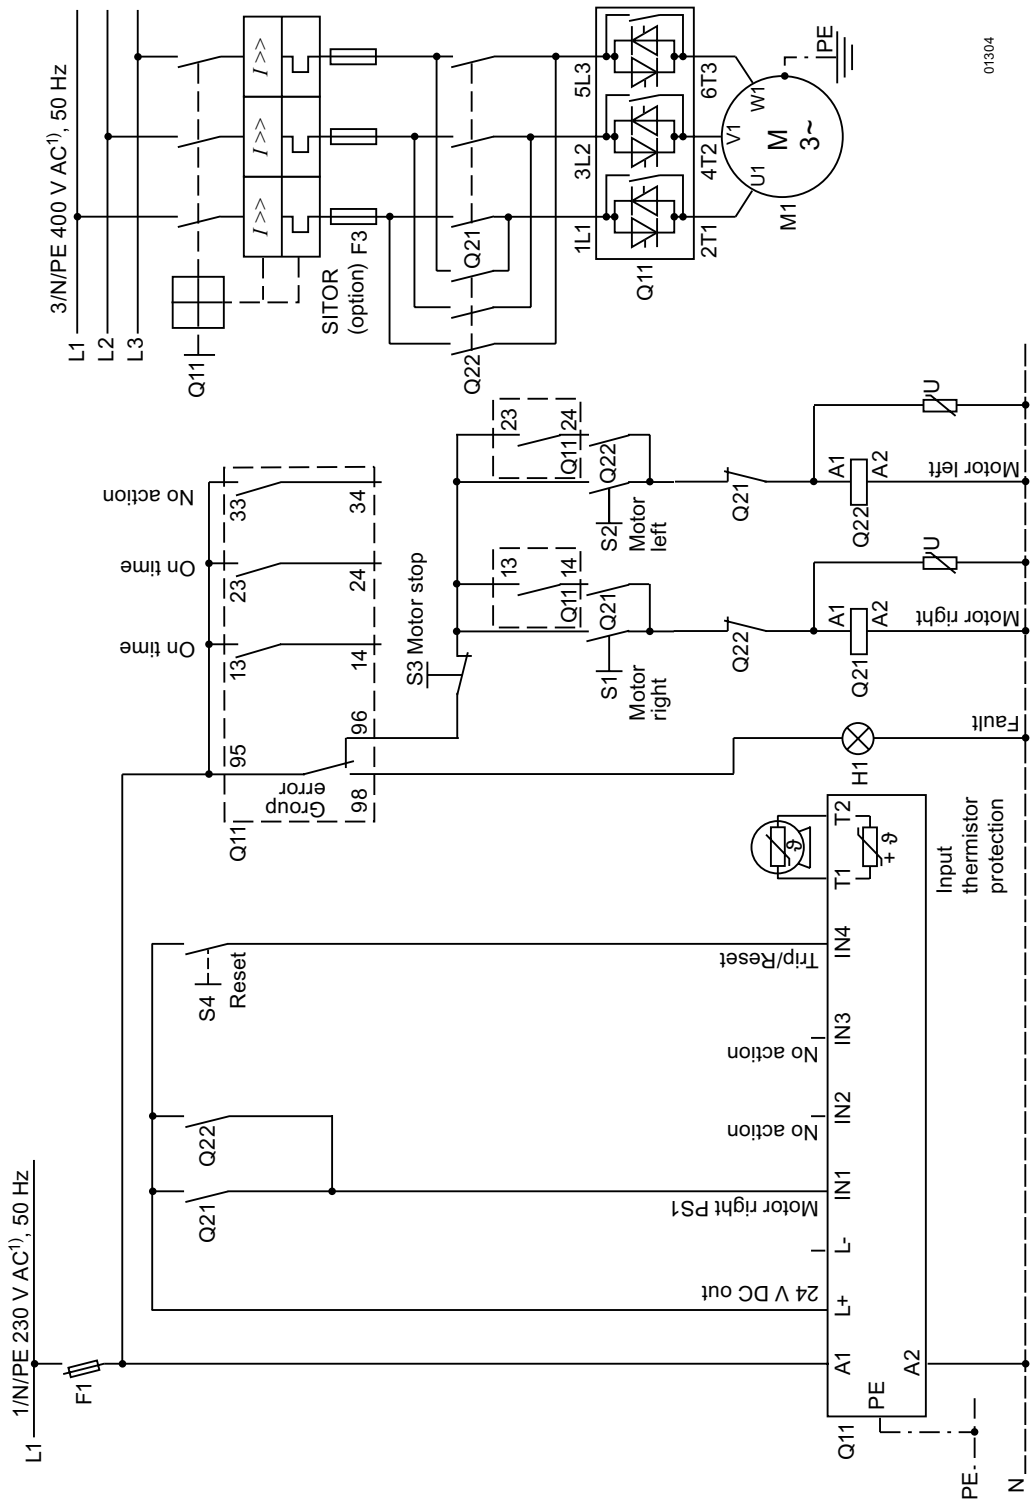 1/N/PE 230 V AC1), 50 Hz
L1
F1
Q21
Q22
S4
Reset
24 V DC out
Motor right PS1
No action
No action
Trip/Reset
Q11
PE
A1
L+
L-
IN1
IN2
IN3
IN4
T1
T2
ϑ
+ ϑ
A2
PE
N
Input
thermistor
protection
Q11
95
13
23
33
On time
On time
No action
Group
error
98
96
14
24
34
S3 Motor stop
13
Q11
14
23
Q11
24
S1
Motor
right
Q21
S2
Motor
left
Q22
Q22
Q21
H1
Q21
A1
A2
U
Q22
A1
A2
U
Fault
Motor right
Motor left
3/N/PE 400 V AC1), 50 Hz
L1
L2
L3
Q11
I>>
I>>
I>>
SITOR
(option) F3
Q22
Q21
1L1
3L2
5L3
Q11
2T1
4T2
6T3
U1
V1
W1
M
3~
M1
PE
01304